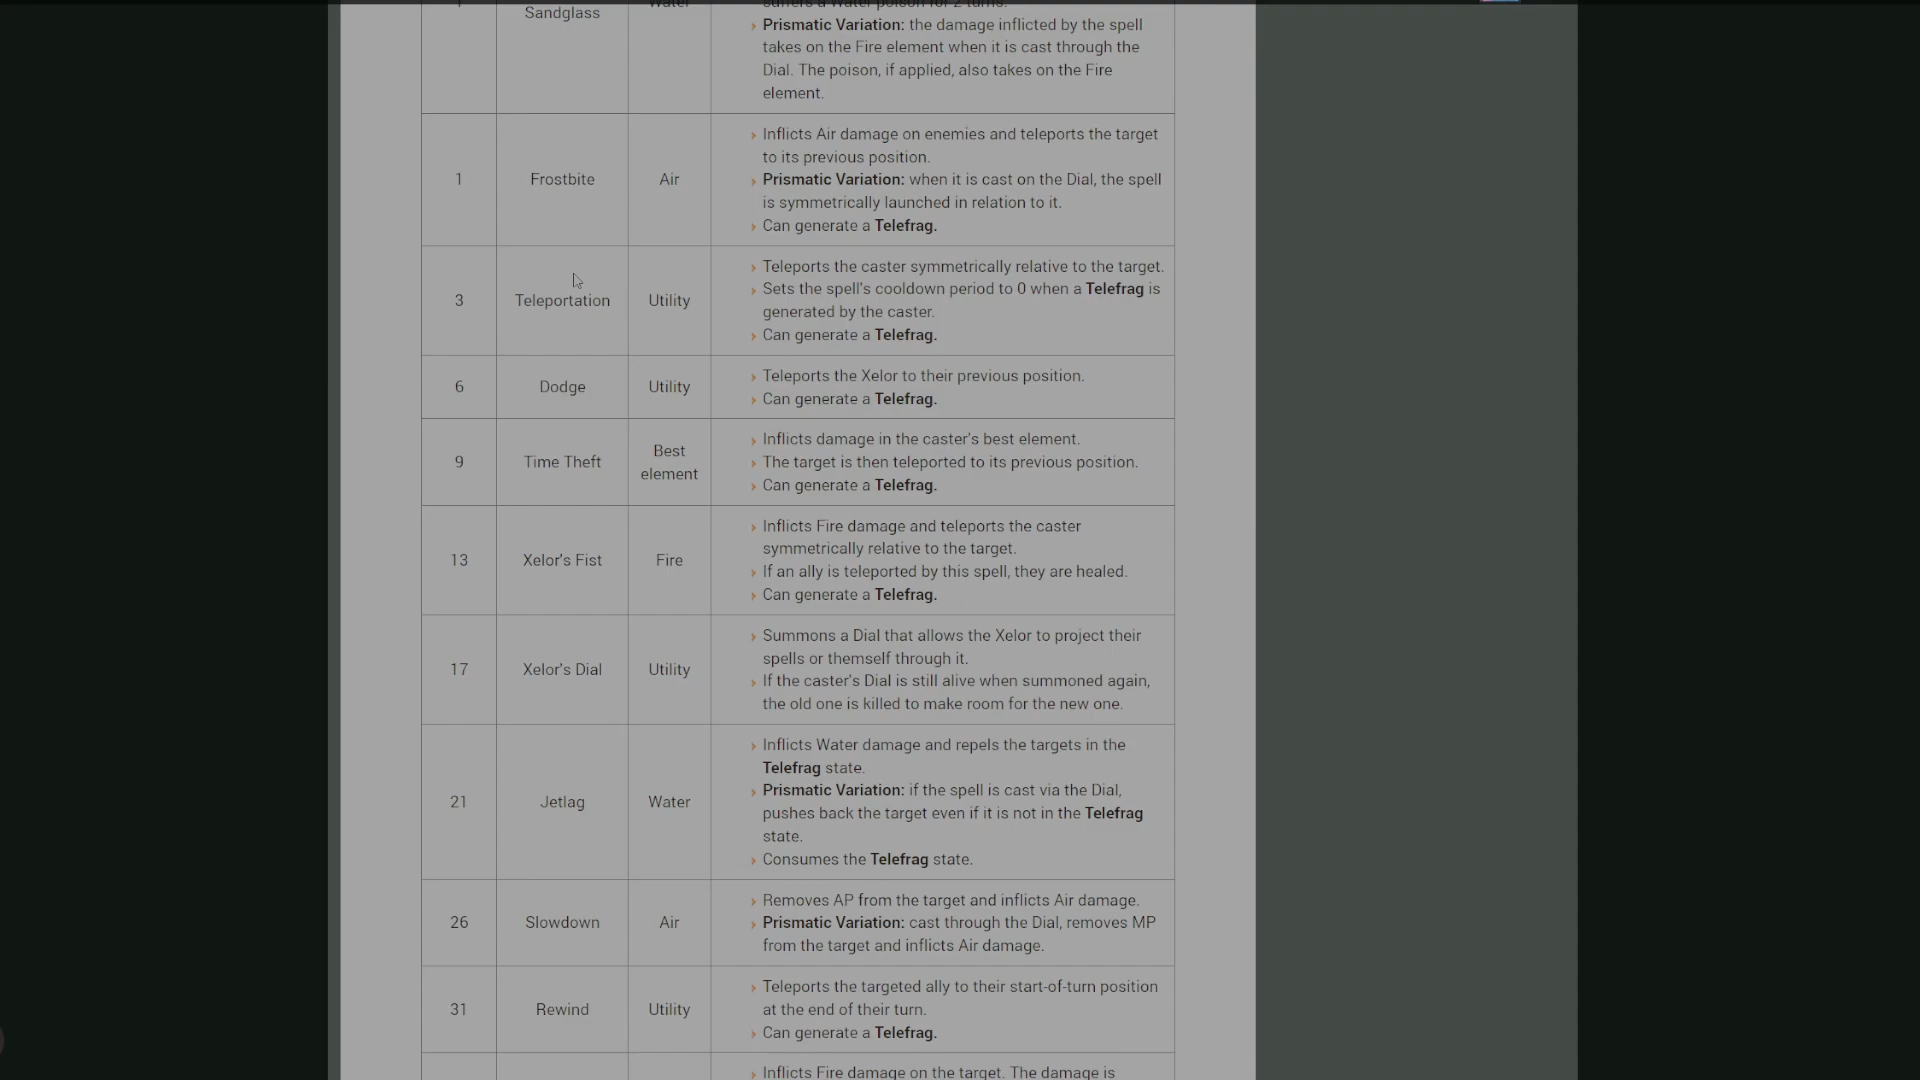 Sandglass
Water
suffers a Water poison for 2 turns.
Prismatic Variation: the damage inflicted by the spell
takes on the Fire element when it is cast through the
Dial. The poison, if applied, also takes on the Fire
element.
1
Frostbite
Air
Inflicts Air damage on enemies and teleports the target
to its previous position.
Prismatic Variation: when it is cast on the Dial, the spell
is symmetrically launched in relation to it.
Can generate a Telefrag.
3
Teleportation
Utility
Teleports the caster symmetrically relative to the target.
Sets the spell's cooldown period to 0 when a Telefrag is
generated by the caster.
Can generate a Telefrag.
6
Dodge
Utility
Teleports the Xelor to their previous position.
Can generate a Telefrag.
9
Time Theft
Best
element
Inflicts damage in the caster's best element.
The target is then teleported to its previous position.
Can generate a Telefrag.
13
Xelor's Fist
Fire
Inflicts Fire damage and teleports the caster
symmetrically relative to the target.
If an ally is teleported by this spell, they are healed.
Can generate a Telefrag.
17
Xelor's Dial
Utility
Summons a Dial that allows the Xelor to project their
spells or themself through it.
If the caster's Dial is still alive when summoned again,
the old one is killed to make room for the new one.
21
Jetlag
Water
Inflicts Water damage and repels the targets in the
Telefrag state.
Prismatic Variation: if the spell is cast via the Dial,
pushes back the target even if it is not in the Telefrag
state.
Consumes the Telefrag state.
26
Slowdown
Air
Removes AP from the target and inflicts Air damage.
Prismatic Variation: cast through the Dial, removes MP
from the target and inflicts Air damage.
31
Rewind
Utility
Teleports the targeted ally to their start-of-turn position
at the end of their turn.
Can generate a Telefrag.
Inflicts Fire damage on the target. The damage is